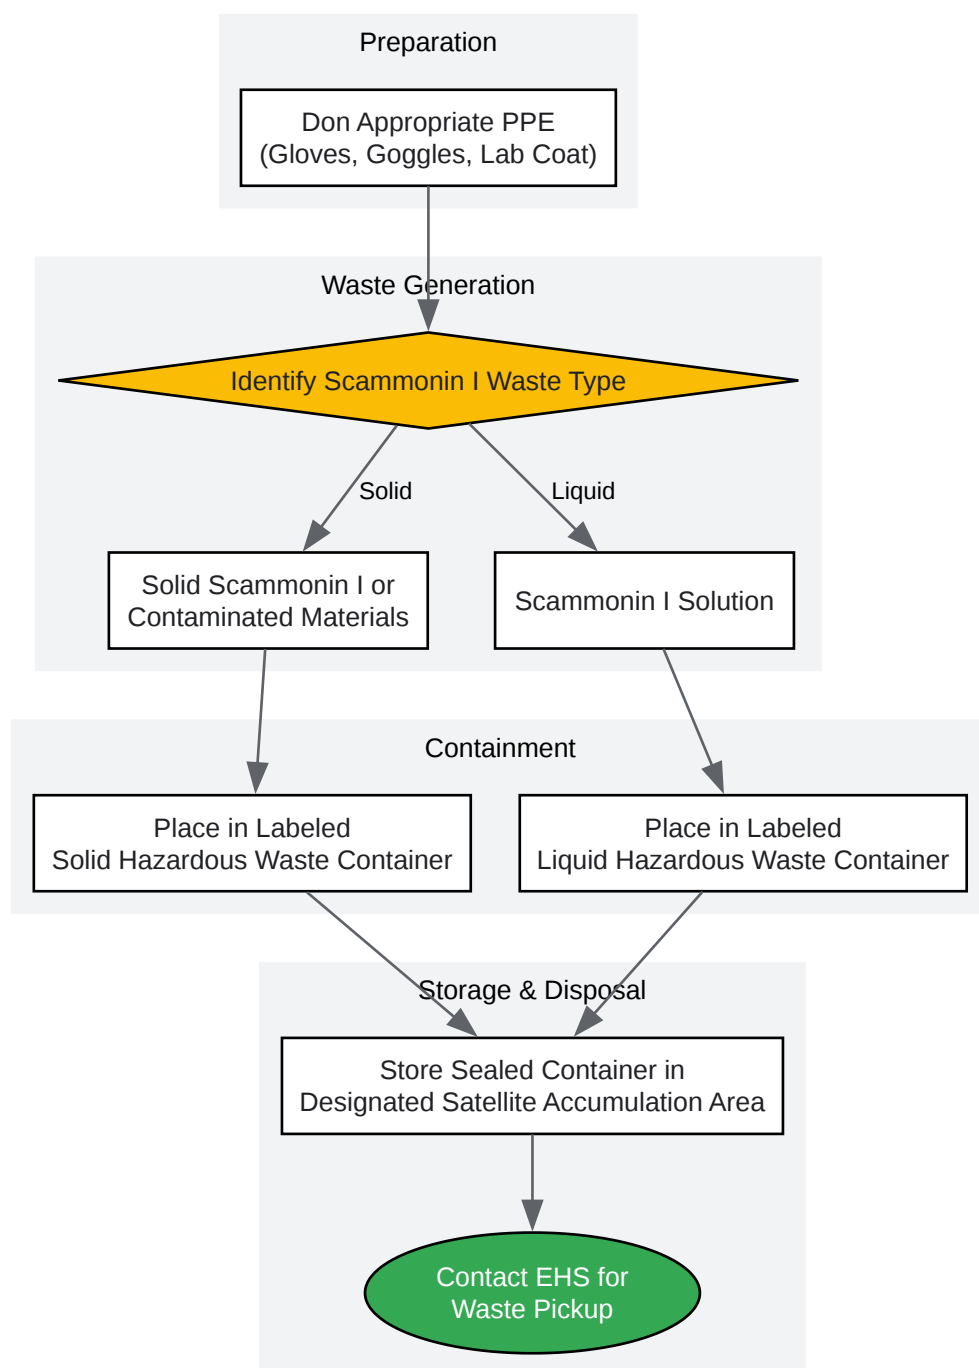 Preparation
Don Appropriate PPE
(Gloves, Goggles, Lab Coat)
Waste Generation
Identify Scammonin I Waste Type
Solid
Liquid
Solid Scammonin I or
Contaminated Materials
Scammonin I Solution
Containment
Place in Labeled
Solid Hazardous Waste Container
Place in Labeled
Liquid Hazardous Waste Container
Storage & Disposal
Store Sealed Container in
Designated Satellite Accumulation Area
Contact EHS for
Waste Pickup